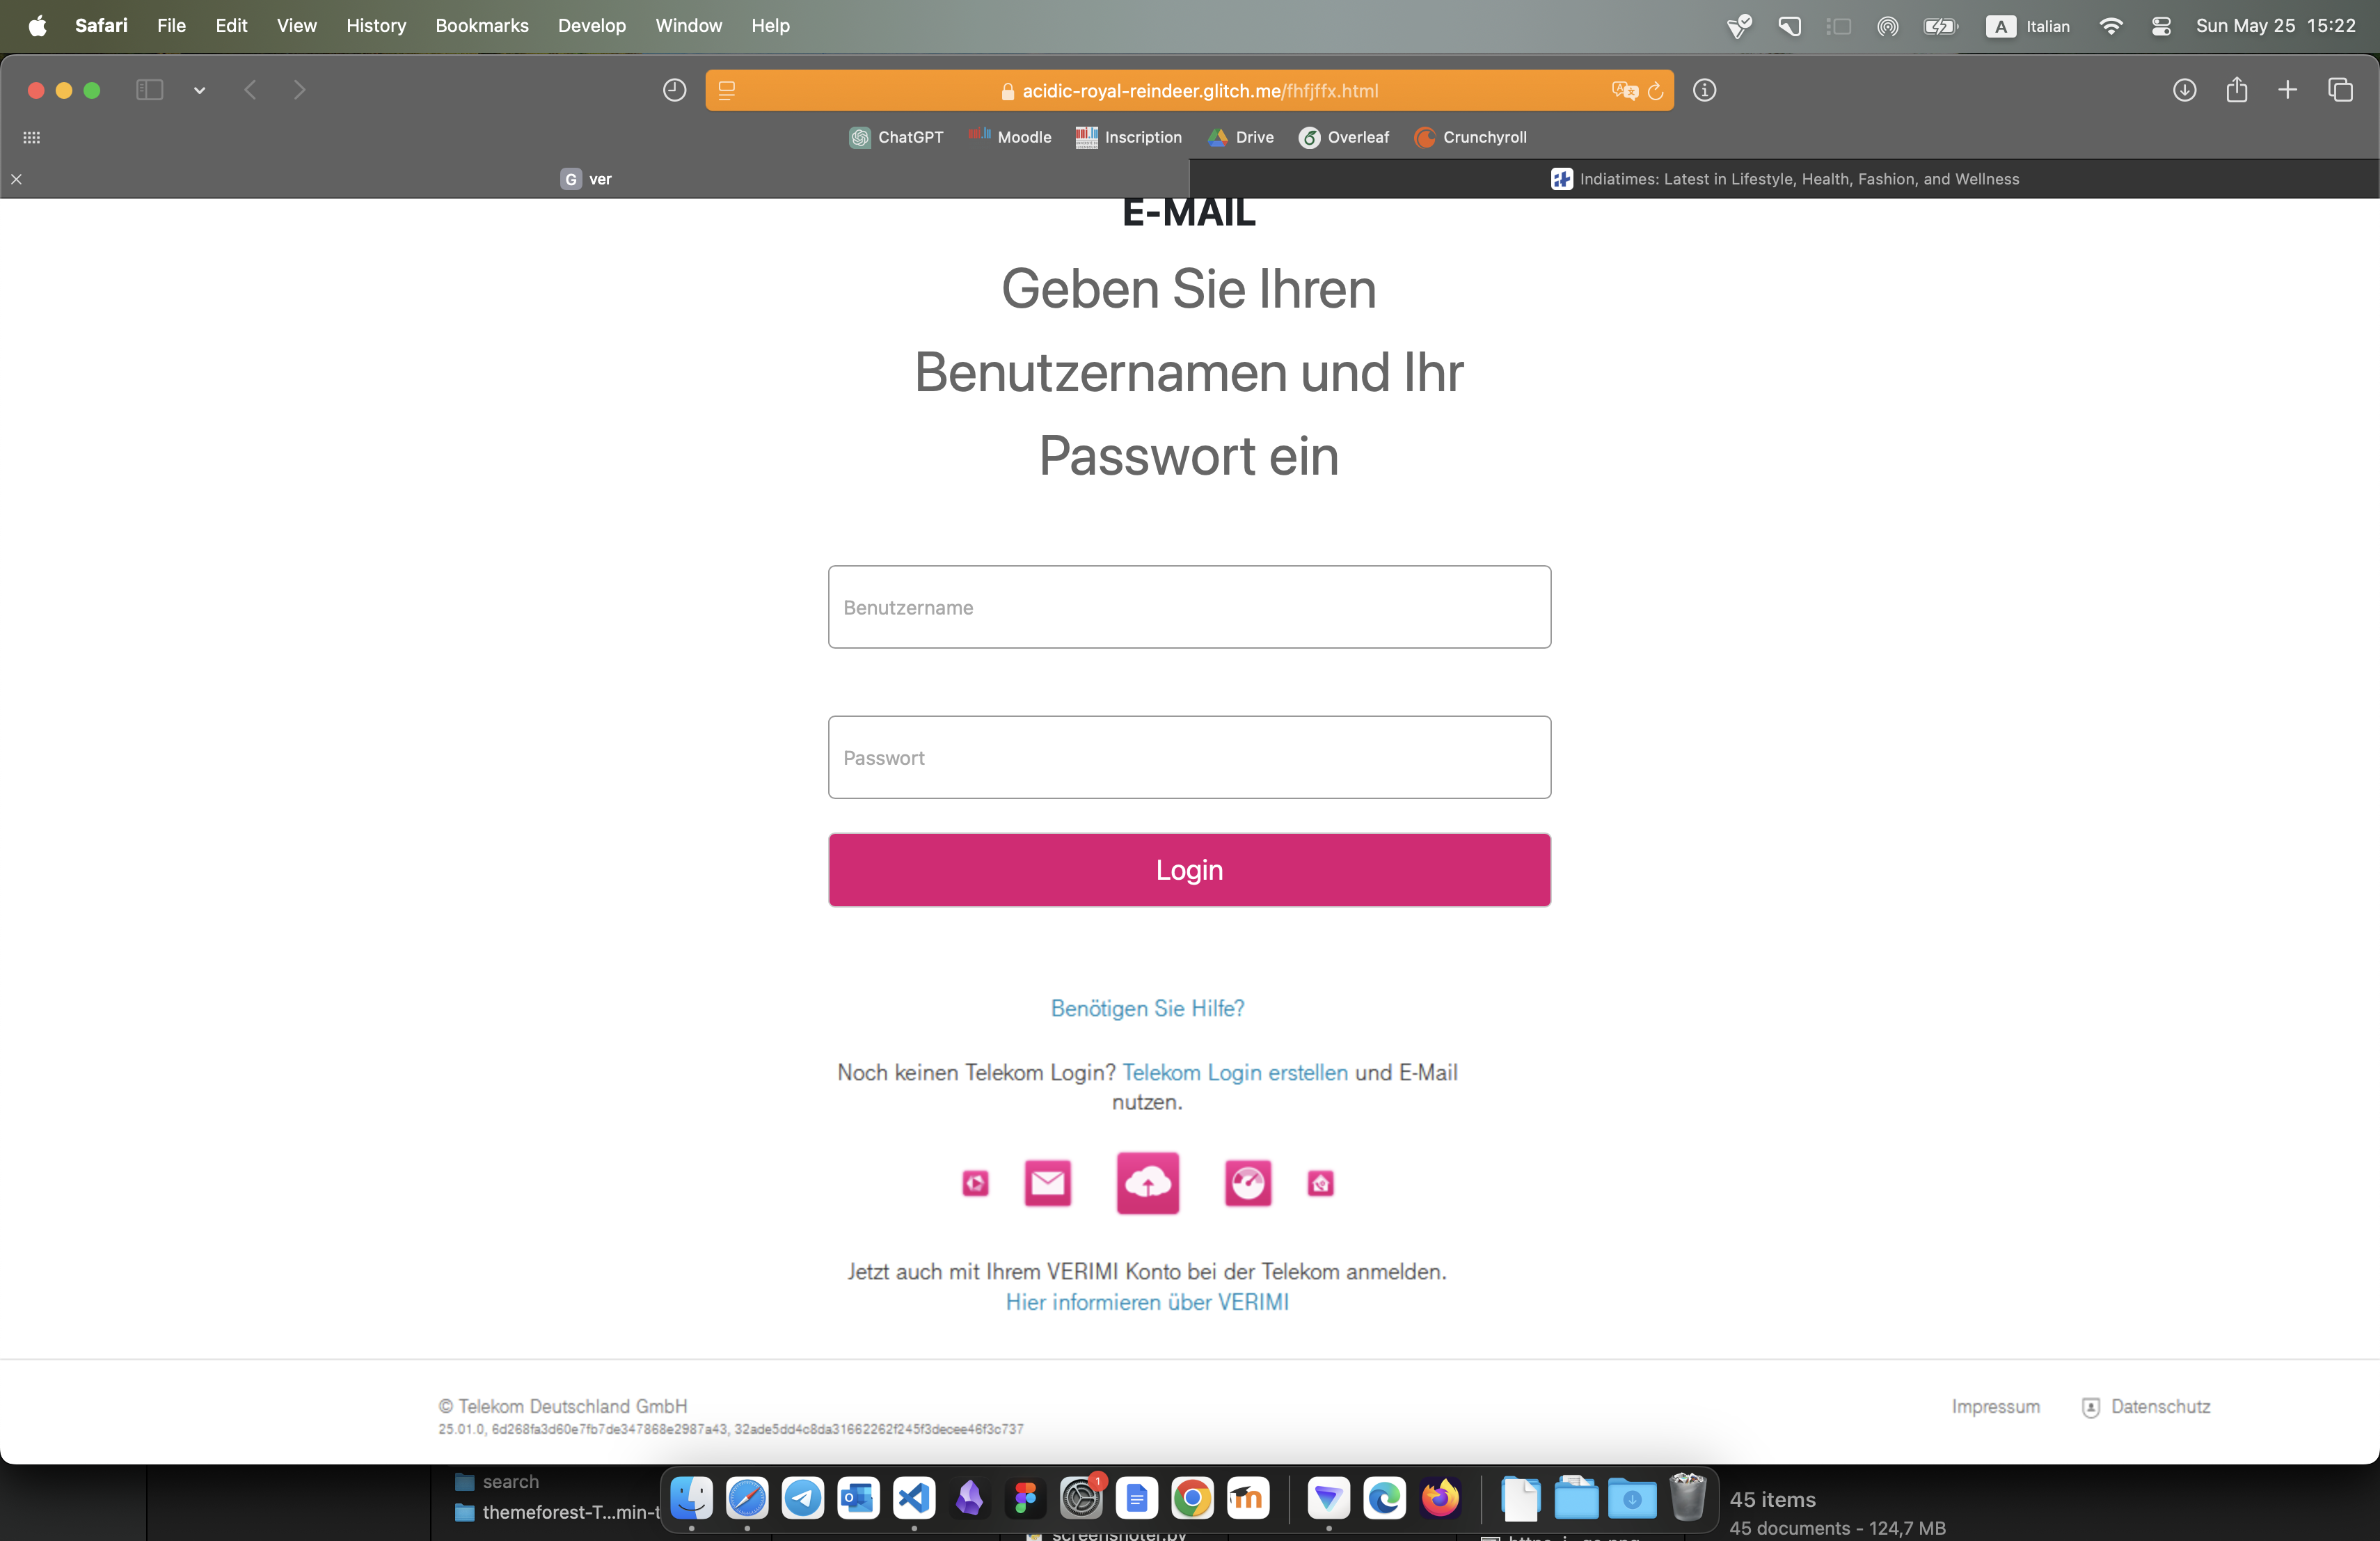 Safari File Edit View History Bookmarks Develop Window Help
A Italian Sun May 25 15:22
acidic-royal-reindeer.glitch.me/fhfjffx.html
ChatGPT Moodle Inscription Drive Overleaf Crunchyroll
G ver
Indiatimes: Latest in Lifestyle, Health, Fashion, and Wellness
E-MAIL
Geben Sie Ihren
Benutzernamen und Ihr
Passwort ein
Benutzername
Passwort
Login
Benötigen Sie Hilfe?
Noch keinen Telekom Login? Telekom Login erstellen und E-Mail
nutzen.
Jetzt auch mit Ihrem VERIMI Konto bei der Telekom anmelden.
Hier informieren über VERIMI
© Telekom Deutschland GmbH
Impressum Datenschutz
25.01.0, 6d268fa3d60e7fb7de347868e2987a43, 32ade5dd4c8da31662262f245f3decee46f3c737
search
themeforest-T...min-t
1
45 items
45 documents - 124,7 MB